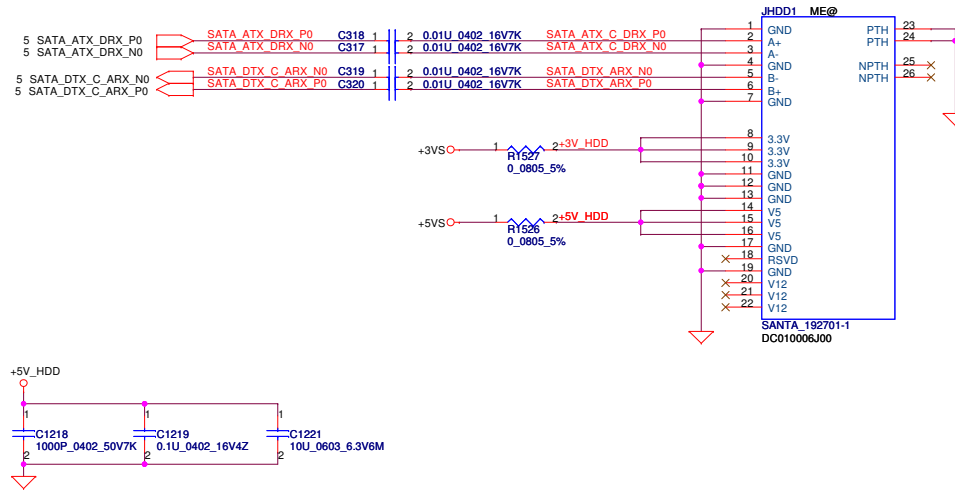 JHDD1 ME@
5 SATA_ATX_DRX_P0 SATA_ATX_DRX_P0 C318 1 2 0.01U_0402_16V7K SATA_ATX_C_DRX_P0
5 SATA_ATX_DRX_N0 SATA_ATX_DRX_N0 C317 1 2 0.01U_0402_16V7K SATA_ATX_C_DRX_N0
5 SATA_DTX_C_ARX_N0 SATA_DTX_C_ARX_N0 C319 1 2 0.01U_0402_16V7K SATA_DTX_ARX_N0
5 SATA_DTX_C_ARX_P0 SATA_DTX_C_ARX_P0 C320 1 2 0.01U_0402_16V7K SATA_DTX_ARX_P0
1 GND PTH 23
2 A+ PTH 24
3 A-
4 GND NPTH 25
5 B- NPTH 26
6 B+
7 GND
8 3.3V
9 3.3V
10 3.3V
11 GND
12 GND
13 GND
14 V5
15 V5
16 V5
17 GND
18 RSVD
19 GND
20 V12
21 V12
22 V12
SANTA_192701-1
DC010006J00
+3VS 1 2 +3V_HDD
R1527
0_0805_5%
+5VS 1 2 +5V_HDD
R1526
0_0805_5%
+5V_HDD
1 1 1
C1218 C1219 C1221
1000P_0402_50V7K 0.1U_0402_16V4Z 10U_0603_6.3V6M
2 2 2